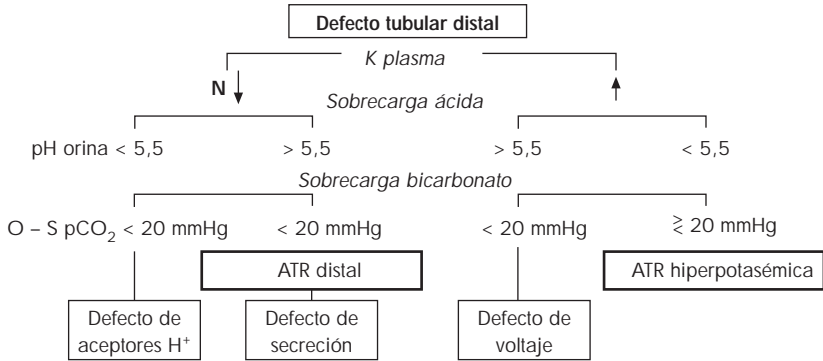 Defecto tubular distal
K plasma
N
Sobrecarga ácida
pH orina < 5,5 > 5,5 > 5,5 < 5,5
Sobrecarga bicarbonato
O – S pCO₂ < 20 mmHg < 20 mmHg < 20 mmHg ≷ 20 mmHg
ATR distal ATR hiperpotasémica
Defecto de Defecto de Defecto de
aceptores H⁺ secreción voltaje